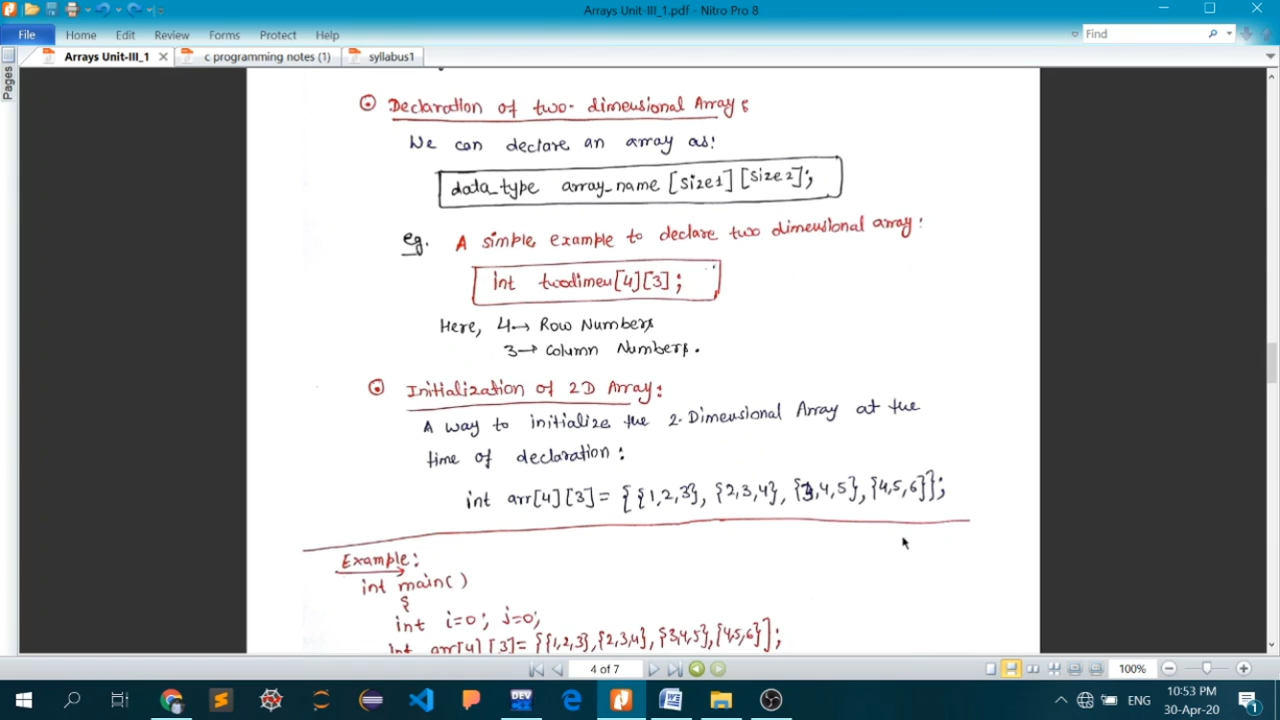 Arrays Unit-III_1.pdf - Nitro Pro 8
File Home Edit Review Forms Protect Help Find
Arrays Unit-III_1 c programming notes (1) syllabus1
Pages
Declaration of two-dimensional Array:
We can declare an array as:
data_type array_name [size1][size2];
eg. A simple example to declare two dimensional array:
int twodimen[4][3];
Here, 4→ Row Numbers
3→ Column Numbers.
Initialization of 2D Array:
A way to initialize the 2-Dimensional Array at the
time of declaration:
int arr[4][3]= {{1,2,3}, {2,3,4}, {3,4,5}, {4,5,6}};
Example:
int main()
{
int i=0; j=0;
int arr[4][3]= {{1,2,3},{2,3,4},{3,4,5},{4,5,6}];
4 of 7 100%
ENG 10:53 PM
30-Apr-20
DEV
1